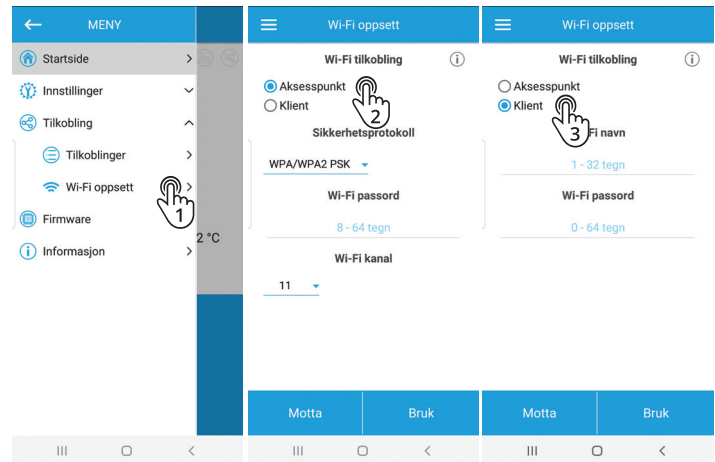 MENY
Startside
Innstillinger
Tilkobling
Tilkoblinger
Wi-Fi oppsett
Firmware
Informasjon
1
2 °C
Wi-Fi oppsett
Wi-Fi tilkobling
Aksesspunkt
Klient
2
Sikkerhetsprotokoll
WPA/WPA2 PSK
Wi-Fi passord
8 - 64 tegn
Wi-Fi kanal
11
Motta
Bruk
Wi-Fi oppsett
Wi-Fi tilkobling
Aksesspunkt
Klient
3
Fi navn
1 - 32 tegn
Wi-Fi passord
0 - 64 tegn
Motta
Bruk